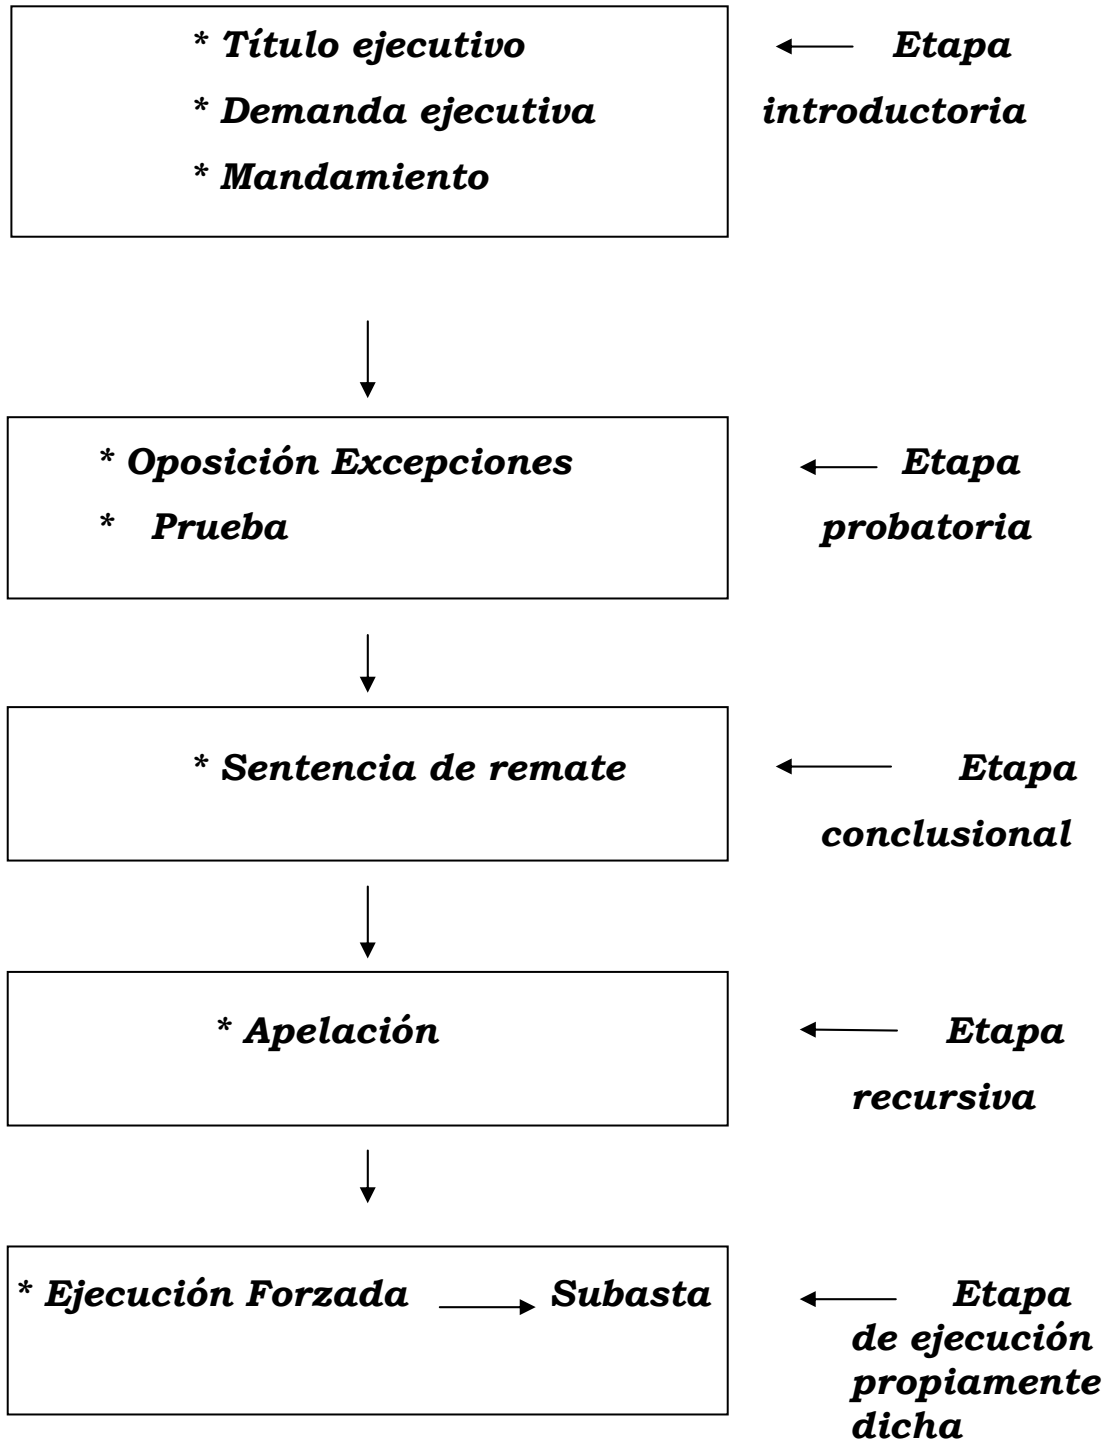 * Título ejecutivo
* Demanda ejecutiva
* Mandamiento
Etapa
introductoria
* Oposición Excepciones
* Prueba
Etapa
probatoria
* Sentencia de remate
Etapa
conclusional
* Apelación
Etapa
recursiva
* Ejecución Forzada
Subasta
Etapa
de ejecución
propiamente
dicha